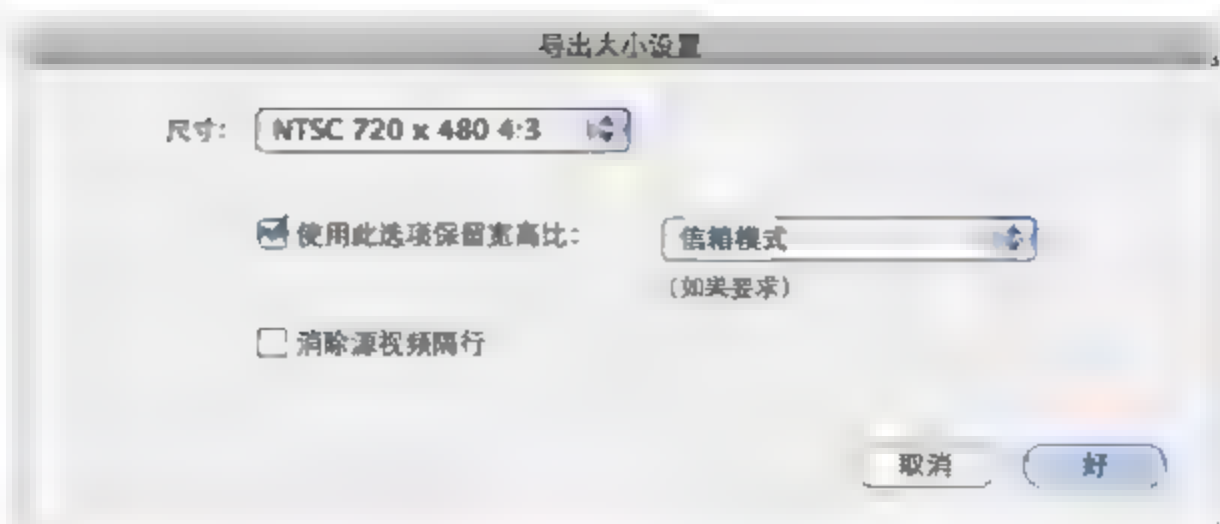 导出大小设置
尺寸: NTSC 720 x 480 4:3
使用此选项保留宽高比: 信箱模式
(如果要求)
消除源视频隔行
取消 好